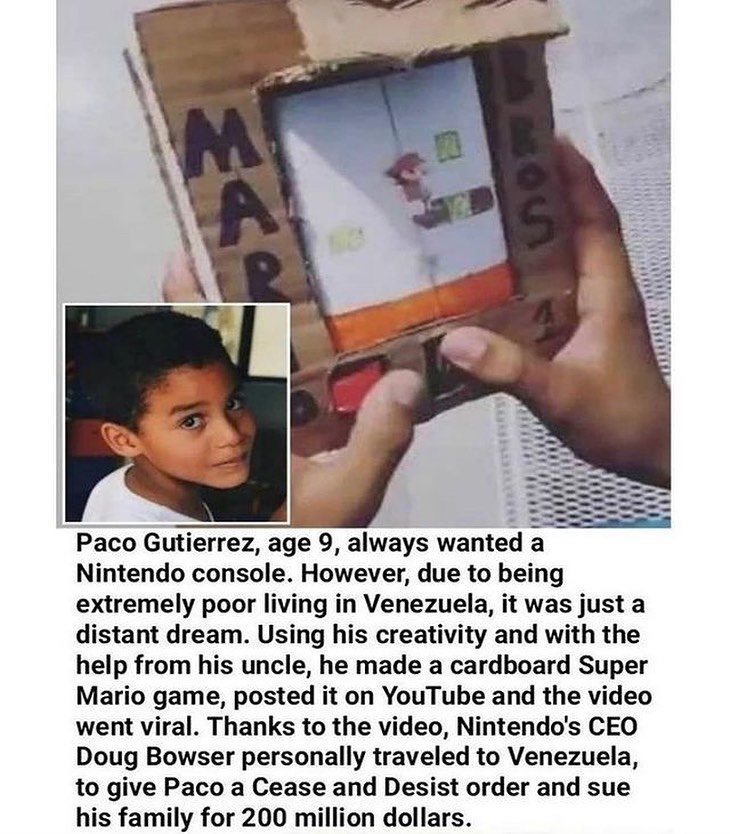 MAR
BROS
1
Paco Gutierrez, age 9, always wanted a
Nintendo console. However, due to being
extremely poor living in Venezuela, it was just a
distant dream. Using his creativity and with the
help from his uncle, he made a cardboard Super
Mario game, posted it on YouTube and the video
went viral. Thanks to the video, Nintendo's CEO
Doug Bowser personally traveled to Venezuela,
to give Paco a Cease and Desist order and sue
his family for 200 million dollars.